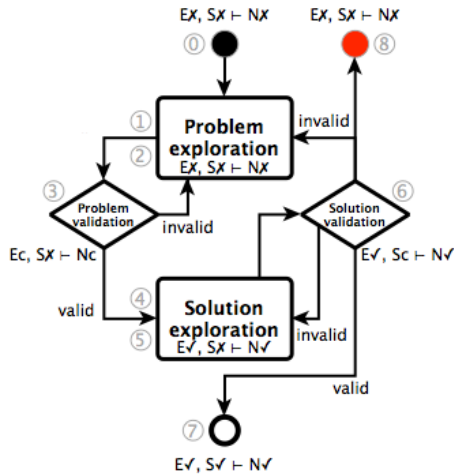 E✗, S✗ ⊢ N✗
E✗, S✗ ⊢ N✗
0
8
1
invalid
Problem
exploration
2
E✗, S✗ ⊢ N✗
3
Problem
validation
invalid
6
Solution
validation
Ec, S✗ ⊢ Nc
E✓, Sc ⊢ N✓
valid
4
Solution
exploration
5
E✓, S✗ ⊢ N✓
invalid
valid
7
E✓, S✓ ⊢ N✓